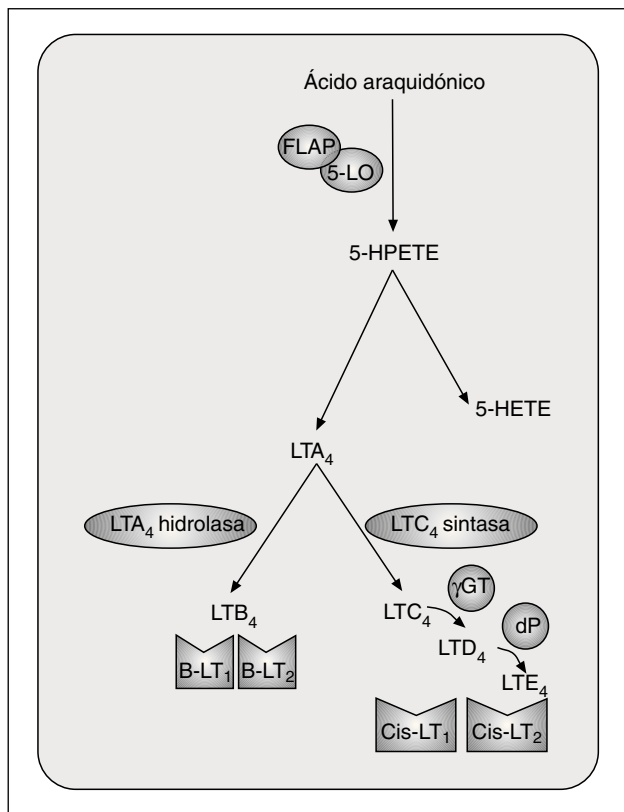 Ácido araquidónico
FLAP
5-LO
5-HPETE
5-HETE
LTA₄
LTA₄ hidrolasa
LTC₄ sintasa
LTB₄
LTC₄
γGT
LTD₄
dP
LTE₄
B-LT₁
B-LT₂
Cis-LT₁
Cis-LT₂